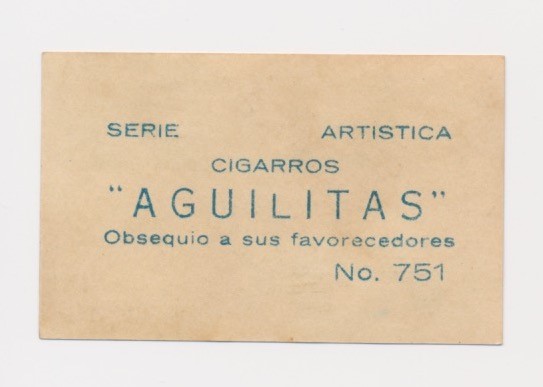 SERIE ARTISTICA
CIGARROS
"AGUILITAS"
Obsequio a sus favorecedores
No. 751